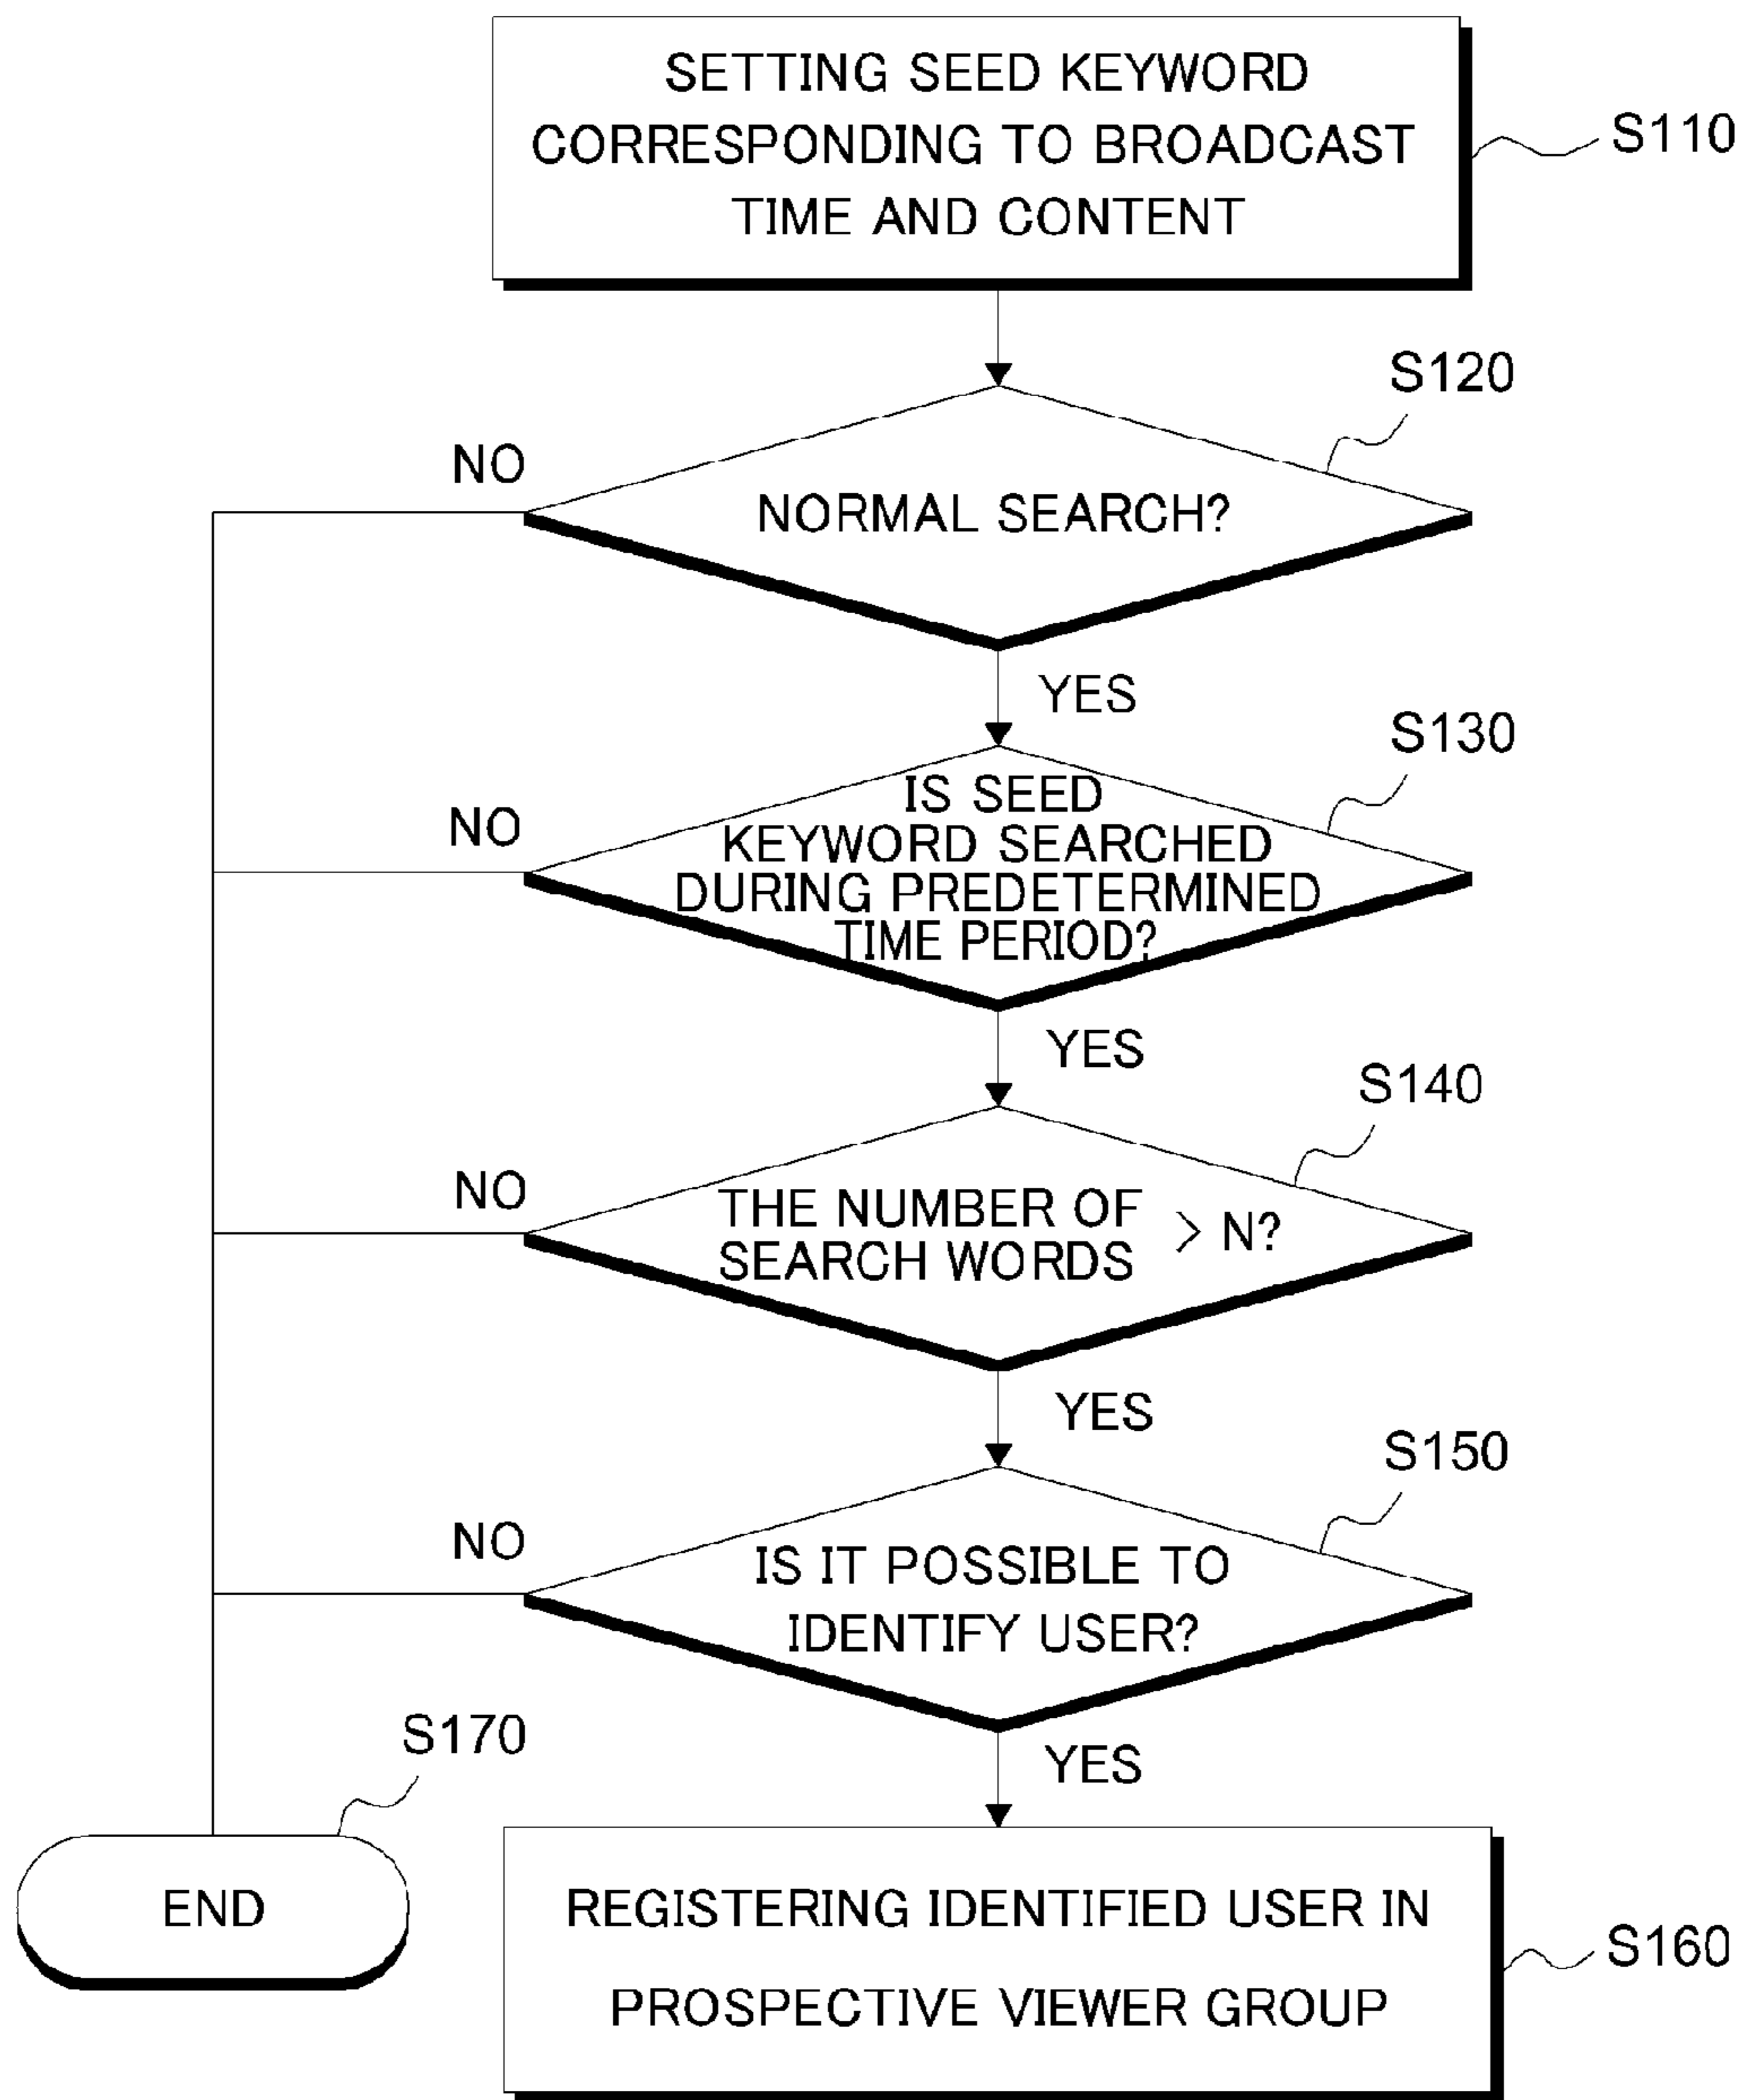 SETTING SEED KEYWORD
CORRESPONDING TO BROADCAST
TIME AND CONTENT
S110
S120
NO
NORMAL SEARCH?
YES
S130
NO
IS SEED
KEYWORD SEARCHED
DURING PREDETERMINED
TIME PERIOD?
YES
S140
NO
THE NUMBER OF
SEARCH WORDS > N?
YES
S150
NO
IS IT POSSIBLE TO
IDENTIFY USER?
YES
S170
END
REGISTERING IDENTIFIED USER IN
PROSPECTIVE VIEWER GROUP
S160